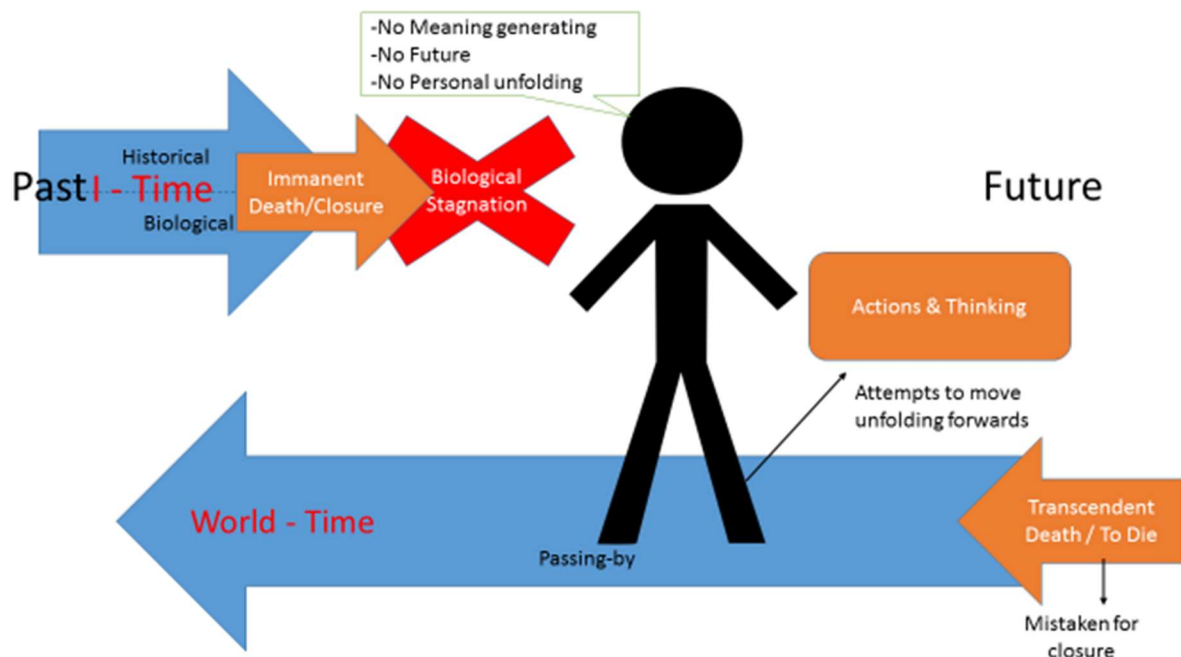 -No Meaning generating
-No Future
-No Personal unfolding
Historical
Past I - Time
Biological
Immanent
Death/Closure
Biological
Stagnation
Future
Actions & Thinking
Attempts to move
unfolding forwards
World - Time
Passing-by
Transcendent
Death / To Die
Mistaken for
closure